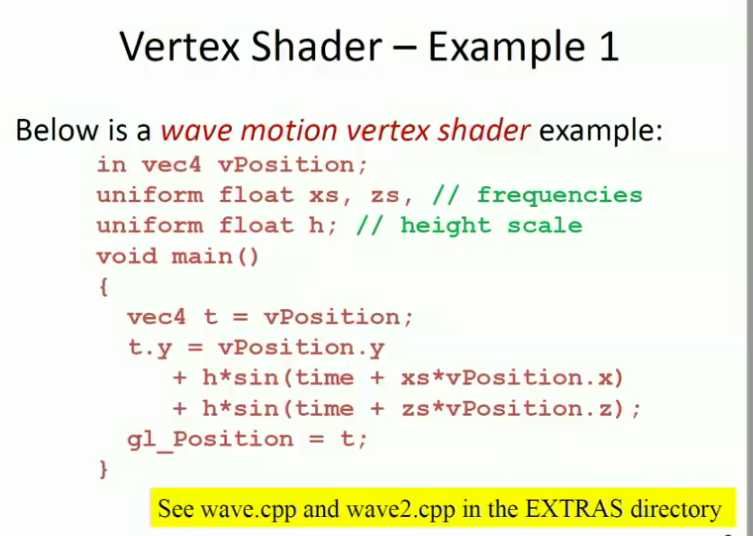 Vertex Shader – Example 1
Below is a wave motion vertex shader example:
in vec4 vPosition;
uniform float xs, zs, // frequencies
uniform float h; // height scale
void main()
{
vec4 t = vPosition;
t.y = vPosition.y
+ h*sin(time + xs*vPosition.x)
+ h*sin(time + zs*vPosition.z);
gl_Position = t;
}
See wave.cpp and wave2.cpp in the EXTRAS directory